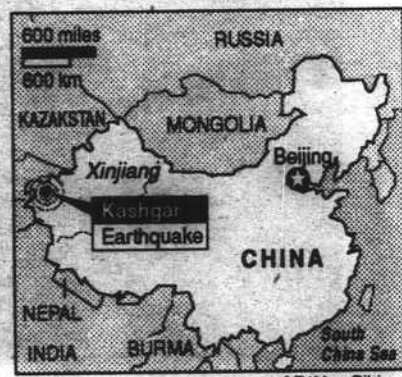 600 miles
600 km
RUSSIA
KAZAKSTAN
MONGOLIA
Xinjiang
Beijing
Kashgar
Earthquake
CHINA
NEPAL
INDIA
BURMA
South
China Sea